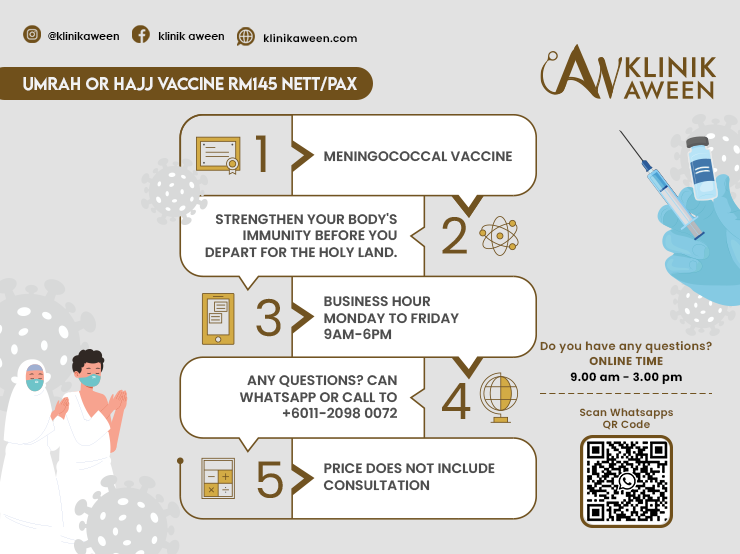 @klinikaween klinik aween klinikaween.com
UMRAH OR HAJJ VACCINE RM145 NETT/PAX
AW KLINIK
AWEEN
1
MENINGOCOCCAL VACCINE
STRENGTHEN YOUR BODY'S
IMMUNITY BEFORE YOU
DEPART FOR THE HOLY LAND.
2
3
BUSINESS HOUR
MONDAY TO FRIDAY
9AM-6PM
ANY QUESTIONS? CAN
WHATSAPP OR CALL TO
+6011-2098 0072
4
5
PRICE DOES NOT INCLUDE
CONSULTATION
Do you have any questions?
ONLINE TIME
9.00 am - 3.00 pm
Scan Whatsapps
QR Code